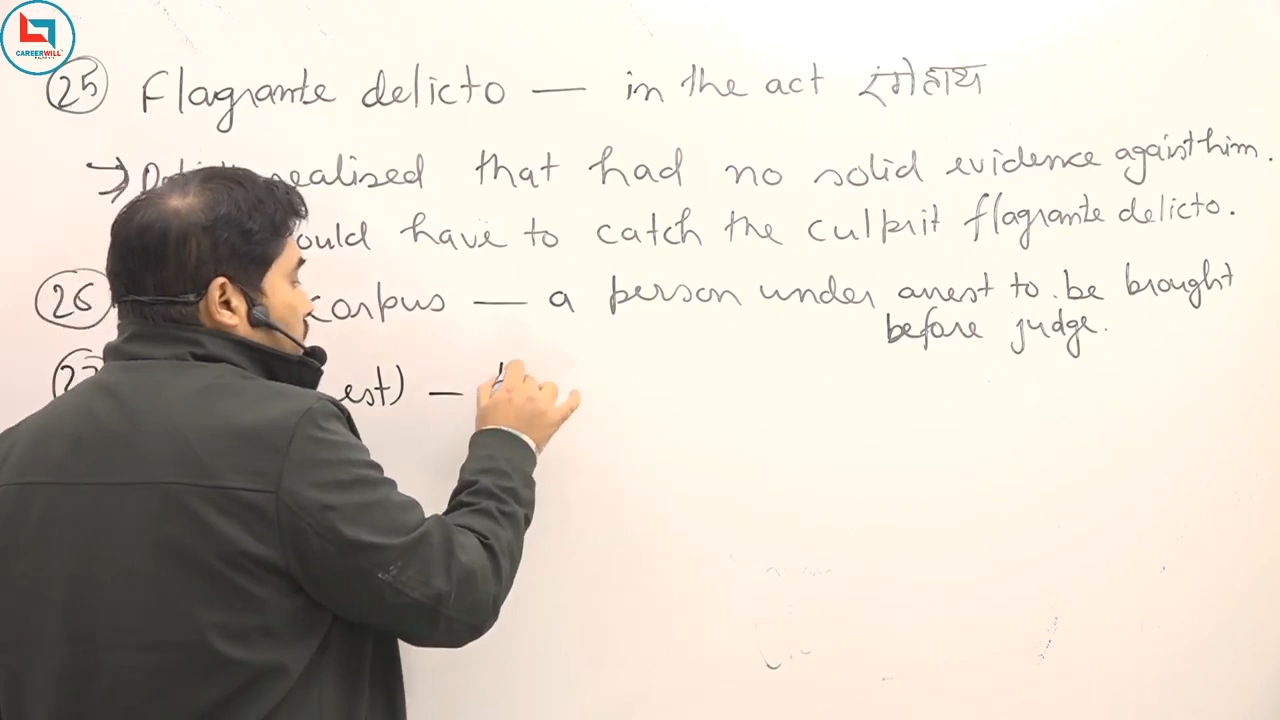 CAREERWILL
25 Flagrante delicto — in the act रंगेहाथ
→ realised that had no solid evidence against him.
ould have to catch the culprit flagrante delicto.
26 corpus — a person under arrest to be brought
before judge.
27 est) —